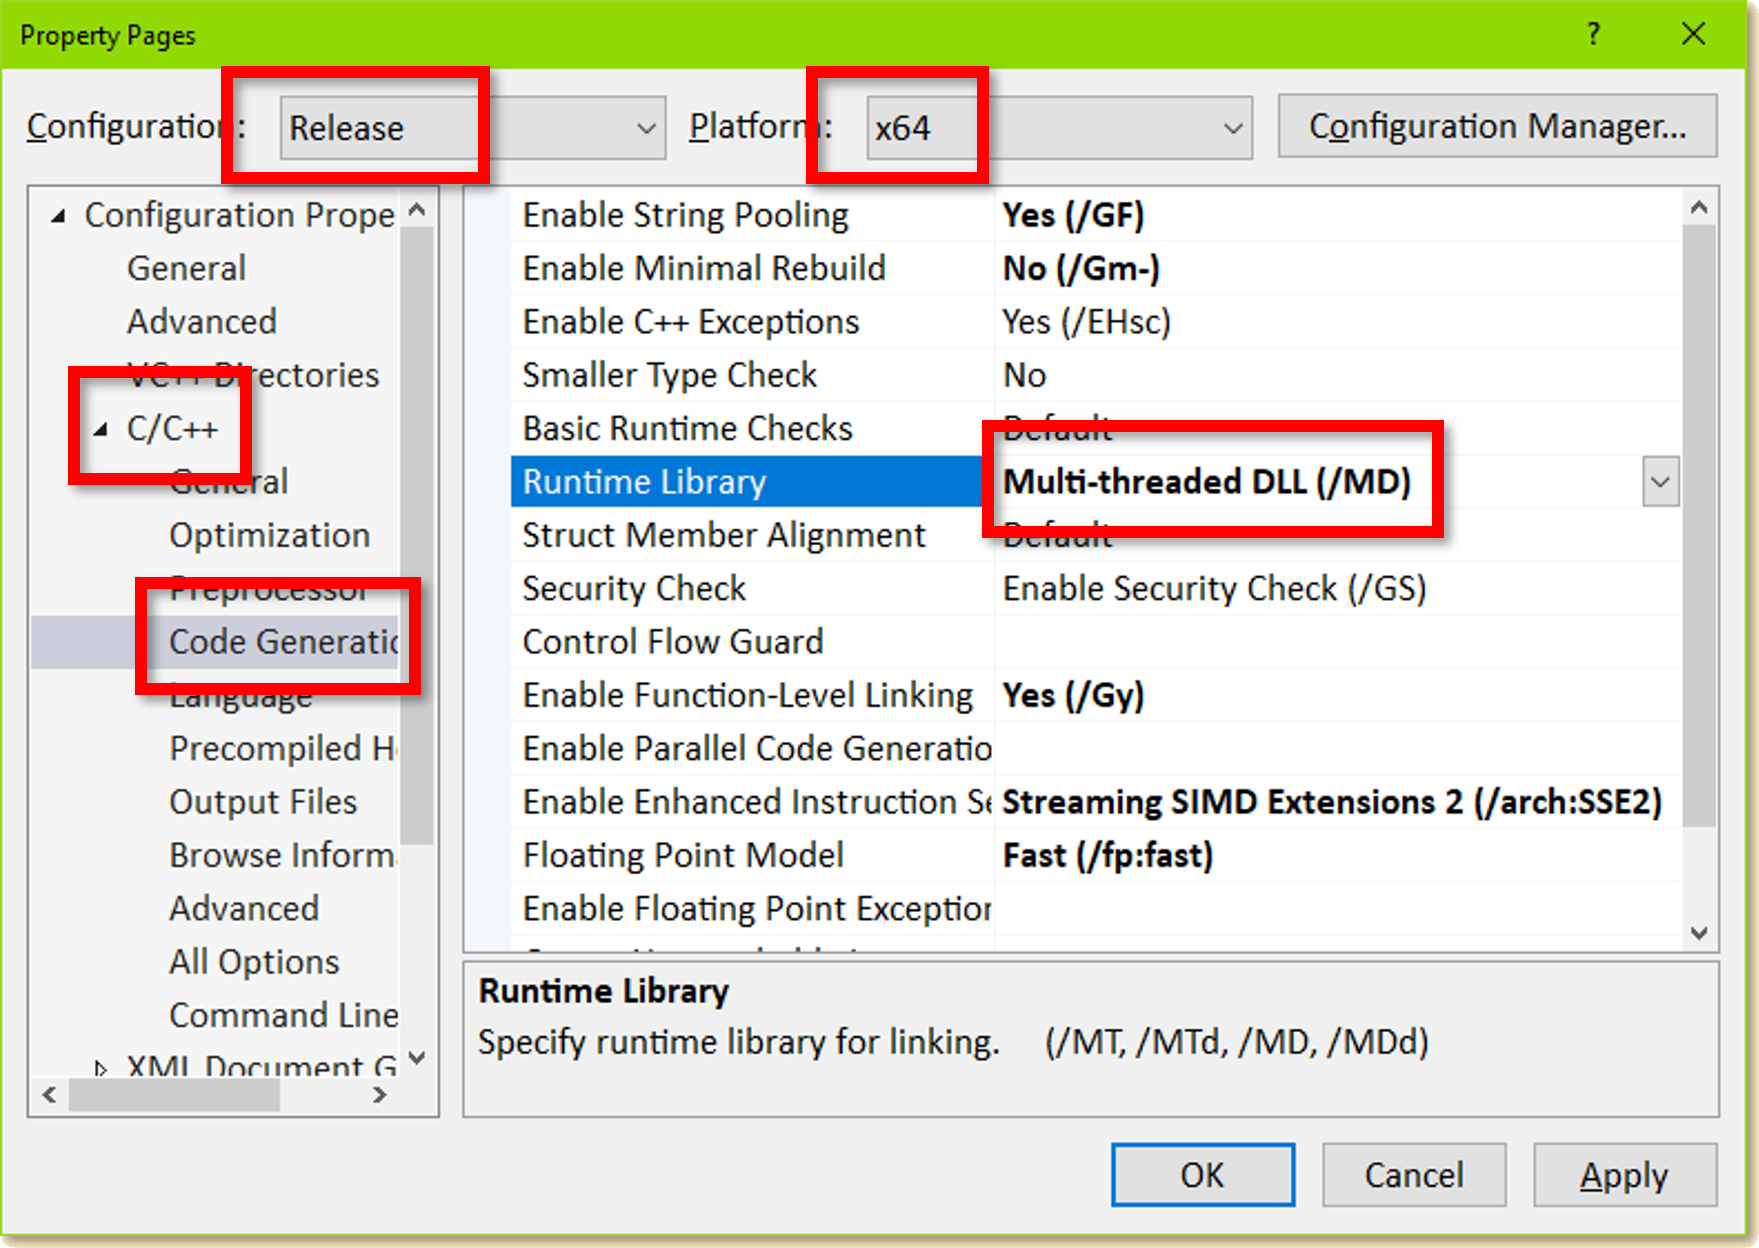 Property Pages
Configuration: Release Platform: x64 Configuration Manager...
Configuration Prope
General
Advanced
VC++ Directories
C/C++
General
Optimization
Preprocessor
Code Generatio
Language
Precompiled He
Output Files
Browse Informa
Advanced
All Options
Command Line
XML Document G
Enable String Pooling Yes (/GF)
Enable Minimal Rebuild No (/Gm-)
Enable C++ Exceptions Yes (/EHsc)
Smaller Type Check No
Basic Runtime Checks Default
Runtime Library Multi-threaded DLL (/MD)
Struct Member Alignment Default
Security Check Enable Security Check (/GS)
Control Flow Guard
Enable Function-Level Linking Yes (/Gy)
Enable Parallel Code Generatio
Enable Enhanced Instruction Se Streaming SIMD Extensions 2 (/arch:SSE2)
Floating Point Model Fast (/fp:fast)
Enable Floating Point Exception
Runtime Library
Specify runtime library for linking. (/MT, /MTd, /MD, /MDd)
OK Cancel Apply